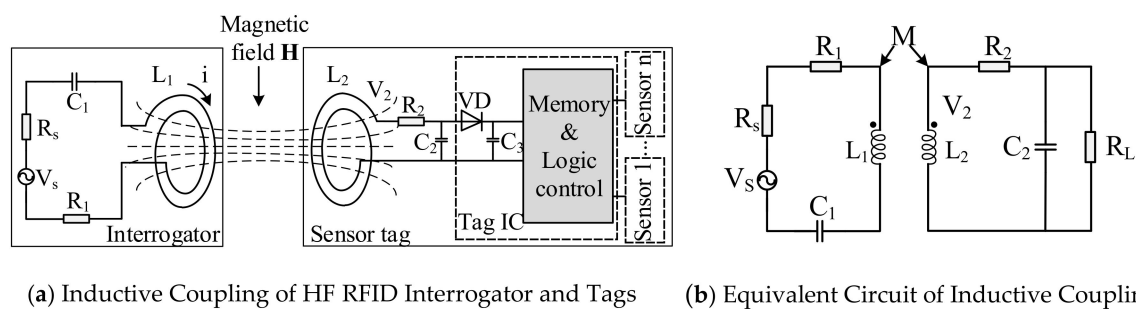 Magnetic
field H
L1
i
C1
Rs
Vs
R1
Interrogator
L2
V2
R2
VD
C2
C3
Memory
&
Logic
control
Tag IC
Sensor tag
Sensor n
Sensor 1
(a) Inductive Coupling of HF RFID Interrogator and Tags
M
R1
R2
Rs
VS
L1
C1
V2
L2
C2
RL
(b) Equivalent Circuit of Inductive Couplin